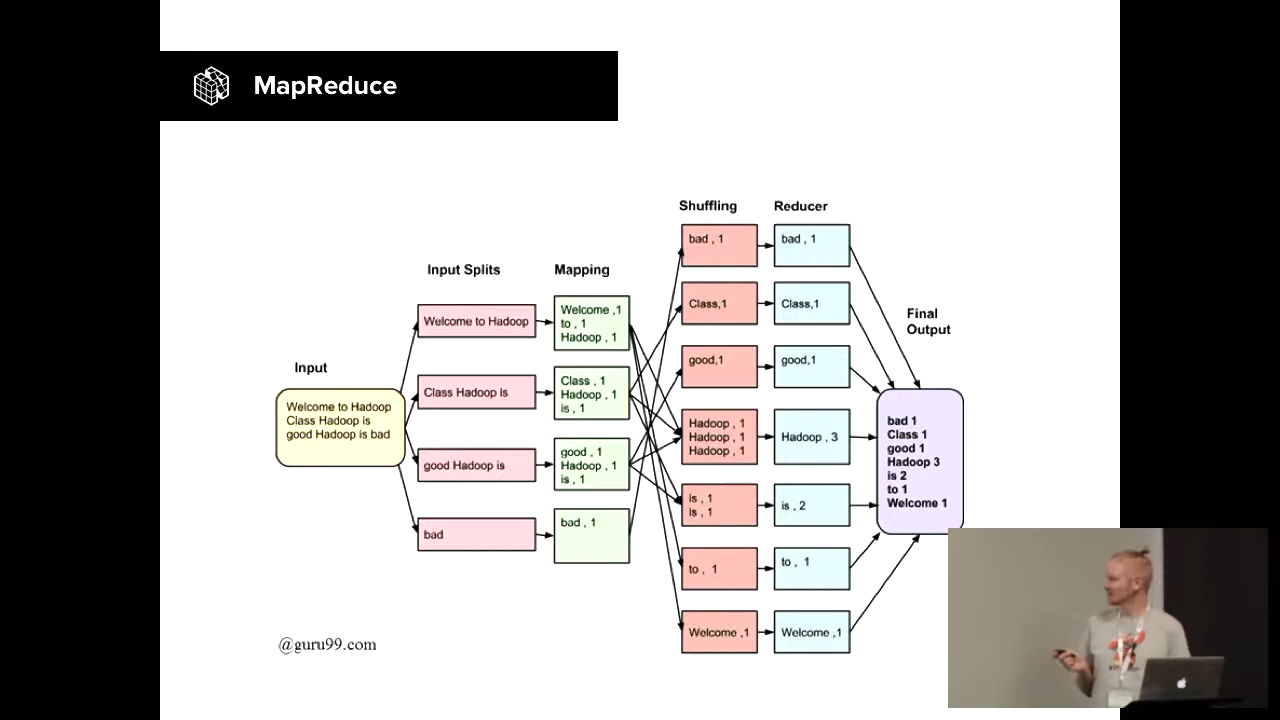 MapReduce
Shuffling
Reducer
Input Splits
Mapping
Final
Output
Input
Welcome to Hadoop
Class Hadoop is
good Hadoop is bad
Welcome to Hadoop
Class Hadoop is
good Hadoop is
bad
Welcome ,1
to , 1
Hadoop , 1
Class , 1
Hadoop , 1
is , 1
good , 1
Hadoop , 1
is , 1
bad , 1
bad , 1
Class,1
good,1
Hadoop , 1
Hadoop , 1
Hadoop , 1
is , 1
is , 1
to , 1
Welcome ,1
bad , 1
Class,1
good,1
Hadoop , 3
is , 2
to , 1
Welcome ,1
bad 1
Class 1
good 1
Hadoop 3
is 2
to 1
Welcome 1
@guru99.com